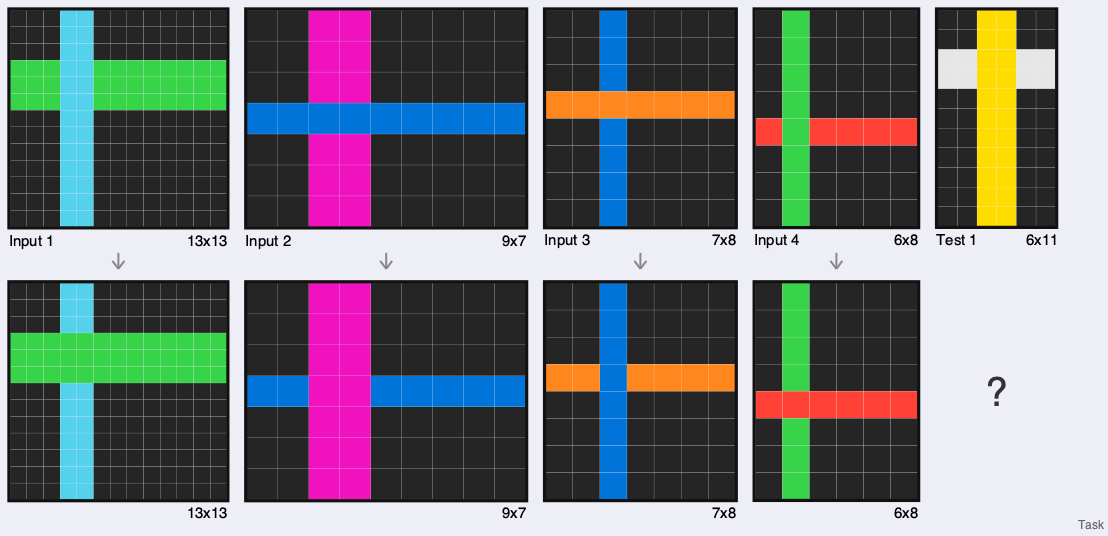 Input 1 13x13
Input 2 9x7
Input 3 7x8
Input 4 6x8
Test 1 6x11
?
13x13
9x7
7x8
6x8
Task